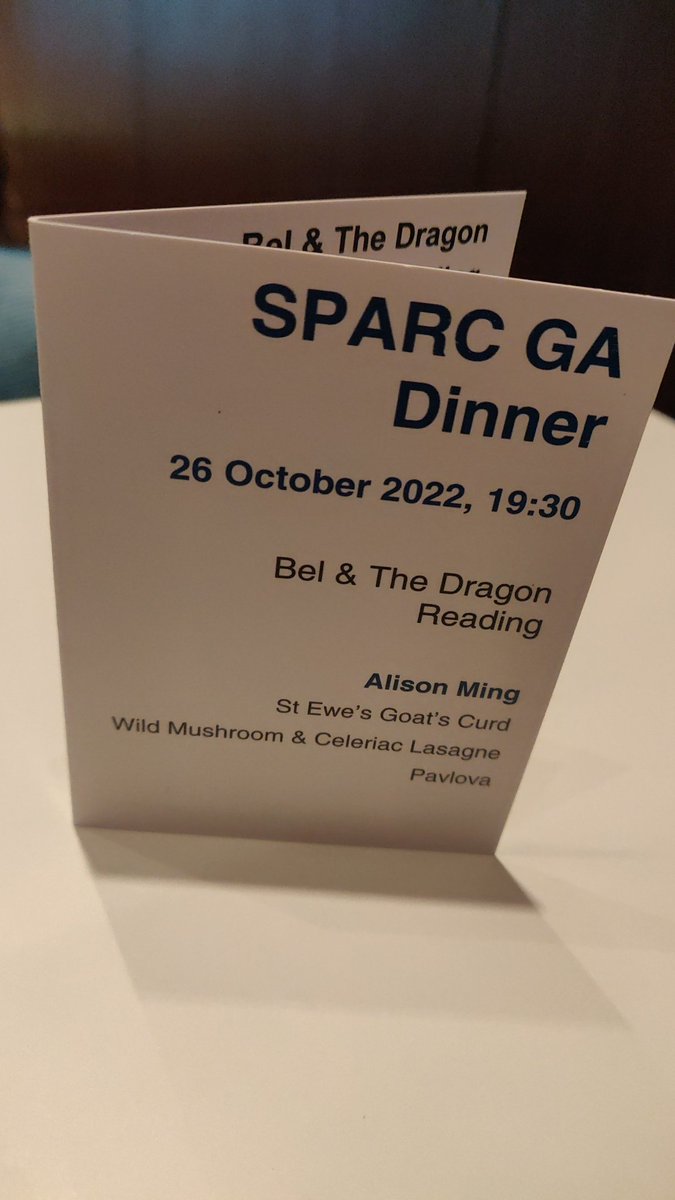 Bel & The Dragon
SPARC GA
Dinner
26 October 2022, 19:30
Bel & The Dragon
Reading
Alison Ming
St Ewe's Goat's Curd
Wild Mushroom & Celeriac Lasagne
Pavlova